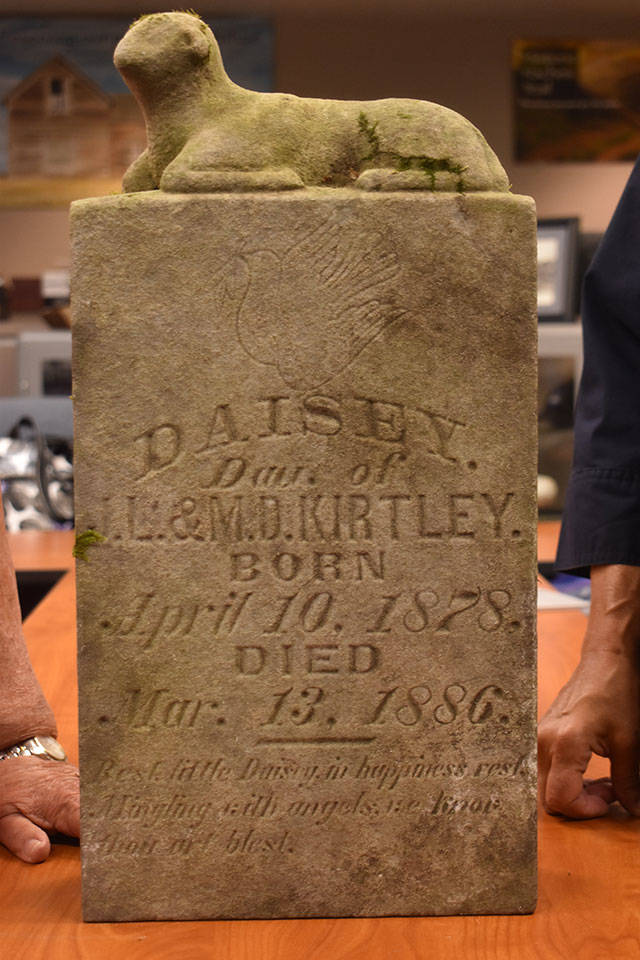 DAISEY.
Dau. of
J.L. & M.D. KIRTLEY.
BORN
April 10, 1878.
DIED
Mar. 13, 1886.
Rest little Daisey, in happiness rest,
Mingling with angels, we know
thou art blest.